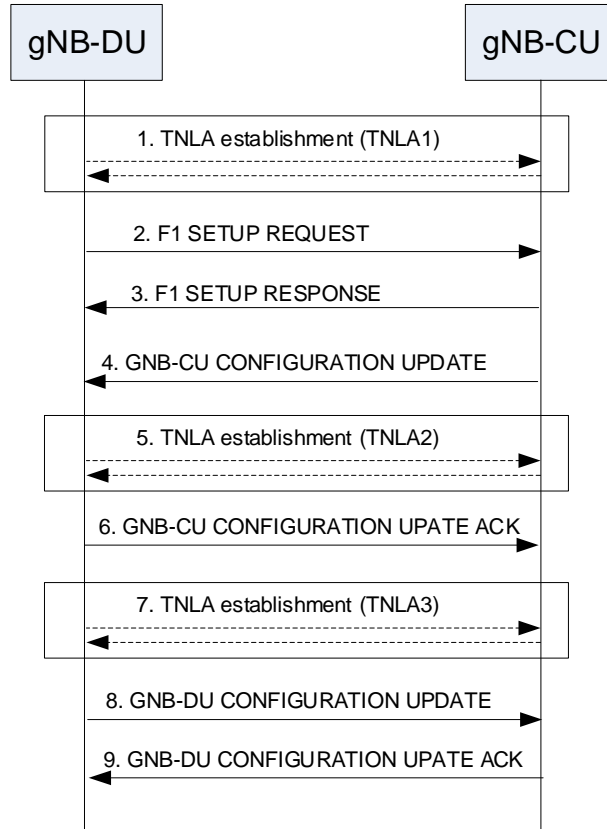 gNB-DU
gNB-CU
1. TNLA establishment (TNLA1)
2. F1 SETUP REQUEST
3. F1 SETUP RESPONSE
4. GNB-CU CONFIGURATION UPDATE
5. TNLA establishment (TNLA2)
6. GNB-CU CONFIGURATION UPATE ACK
7. TNLA establishment (TNLA3)
8. GNB-DU CONFIGURATION UPDATE
9. GNB-DU CONFIGURATION UPATE ACK